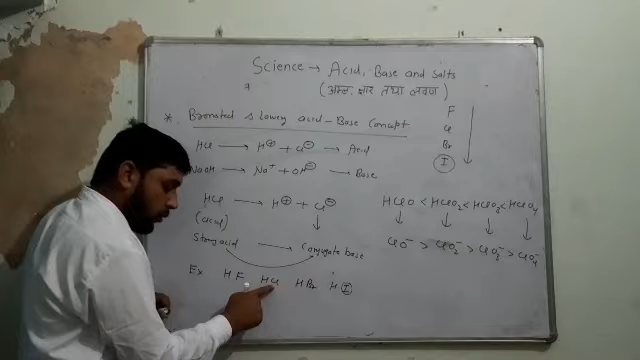 Science → Acid, Base and salts
(अम्ल, क्षार तथा लवण)
*. Bronsted & Lowry acid-Base Concept
HCl → H⊕ + Cl⊖ → Acid
NaOH → Na⁺ + OH⊖ → Base
HCl → H⊕ + Cl⊖
(acid)
Strong acid → Conjugate base
Ex HF HCl HBr HI
F
Cl
Br
I
HClO < HClO₂ < HClO₃ < HClO₄
ClO⁻ > ClO₂⁻ > ClO₃⁻ > ClO₄⁻